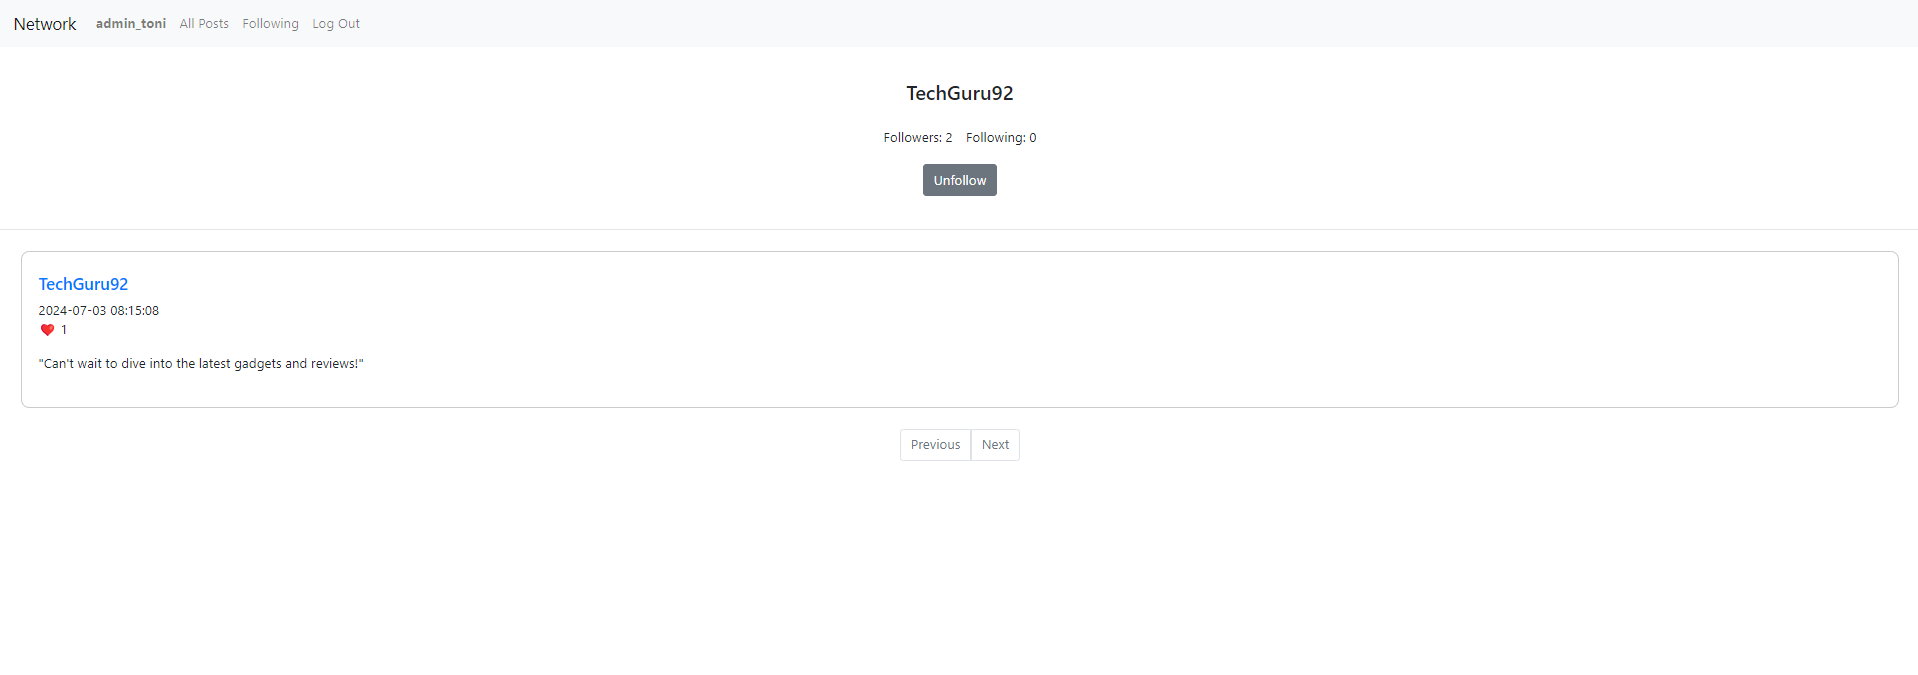 Network admin_toni All Posts Following Log Out
TechGuru92
Followers: 2 Following: 0
Unfollow
TechGuru92
2024-07-03 08:15:08
❤️ 1
"Can't wait to dive into the latest gadgets and reviews!"
Previous Next